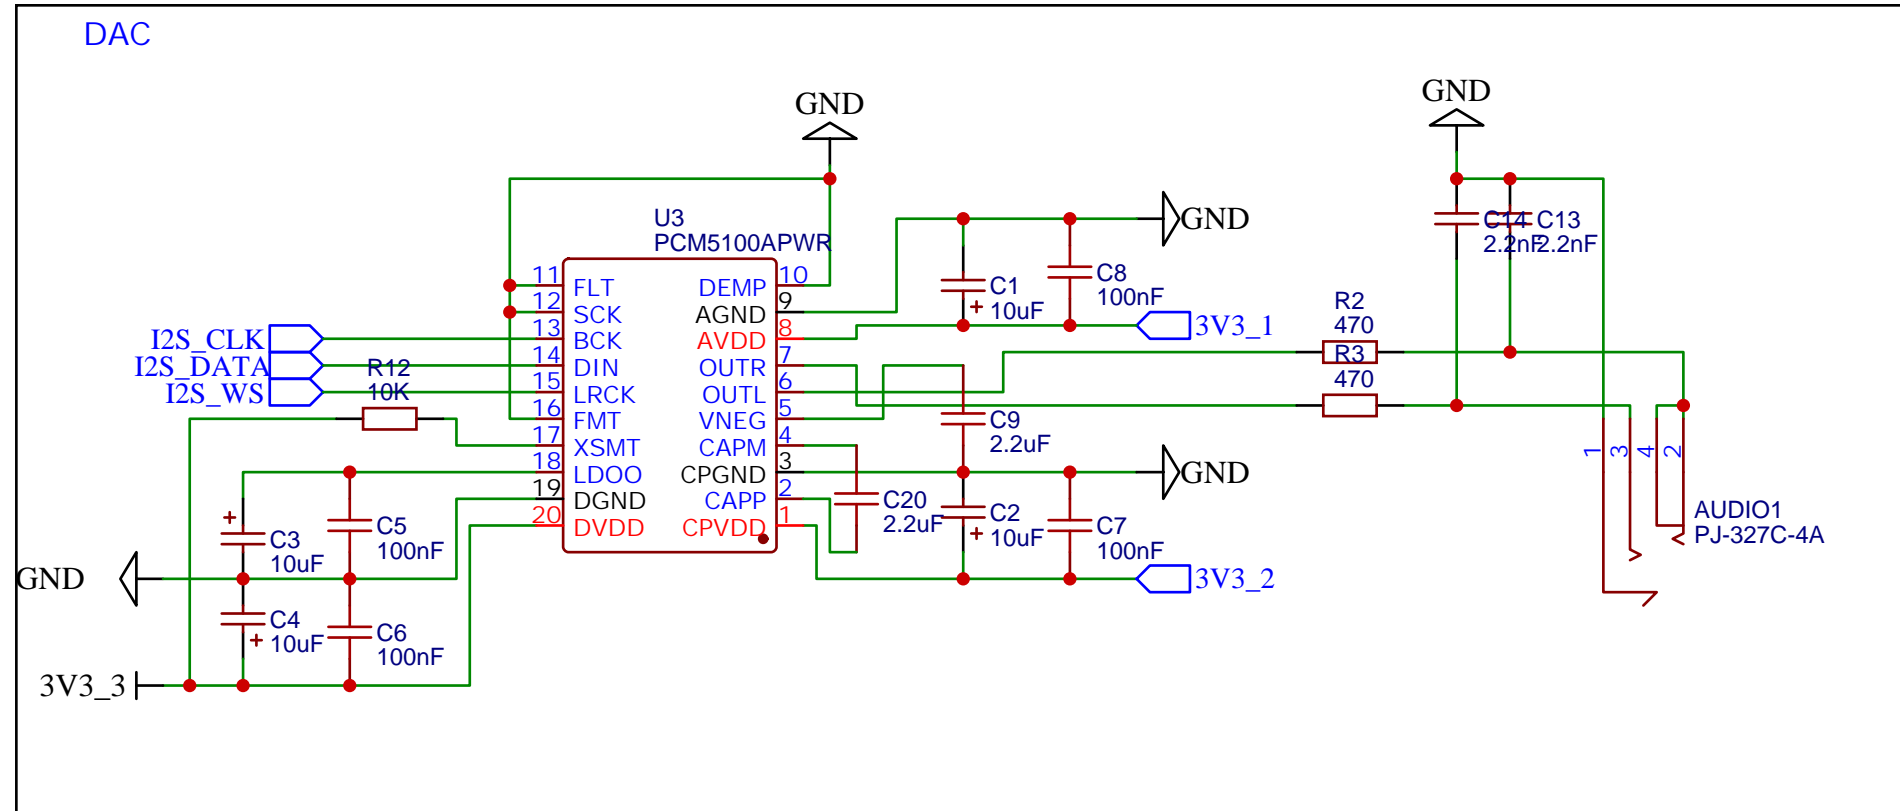 DAC
GND
GND
U3
PCM5100APWR
GND
11
12
13
14
15
16
17
18
19
20
FLT
SCK
BCK
DIN
LRCK
FMT
XSMT
LDOO
DGND
DVDD
DEMP
AGND
AVDD
OUTR
OUTL
VNEG
CAPM
CPGND
CAPP
CPVDD
10
9
8
7
6
5
4
3
2
1
I2S_CLK
I2S_DATA
I2S_WS
R12
10K
C1
+
10uF
C8
100nF
3V3_1
C14
2.2nF
C13
2.2nF
R2
470
R3
470
C9
2.2uF
GND
C20
2.2uF
C2
+
10uF
C7
100nF
3V3_2
+
C3
10uF
C5
100nF
GND
C4
+
10uF
C6
100nF
3V3_3
1
3
4
2
AUDIO1
PJ-327C-4A